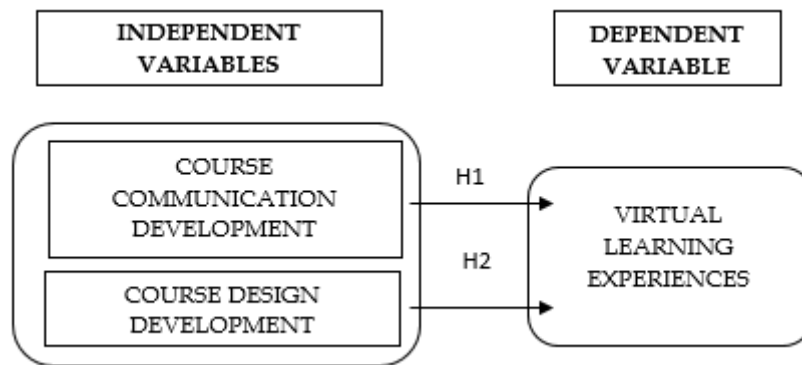 INDEPENDENT
VARIABLES
DEPENDENT
VARIABLE
COURSE
COMMUNICATION
DEVELOPMENT
H1
COURSE DESIGN
DEVELOPMENT
H2
VIRTUAL
LEARNING
EXPERIENCES